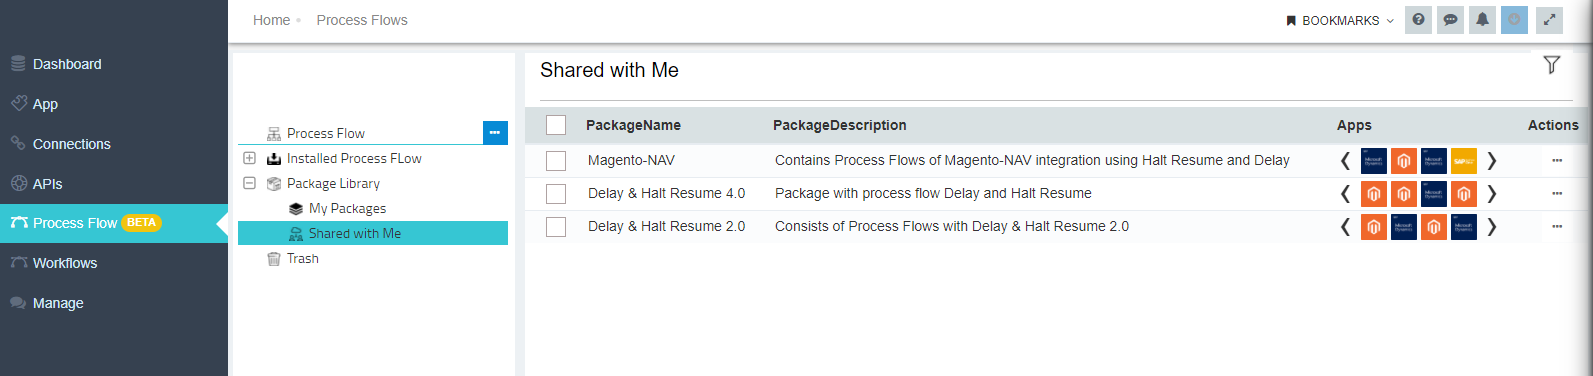 Home • Process Flows
BOOKMARKS
Dashboard
App
Connections
APIs
Process Flow BETA
Workflows
Manage
Process Flow
Installed Process FLow
Package Library
My Packages
Shared with Me
Trash
Shared with Me
PackageName PackageDescription Apps Actions
Magento-NAV Contains Process Flows of Magento-NAV integration using Halt Resume and Delay
Delay & Halt Resume 4.0 Package with process flow Delay and Halt Resume
Delay & Halt Resume 2.0 Consists of Process Flows with Delay & Halt Resume 2.0